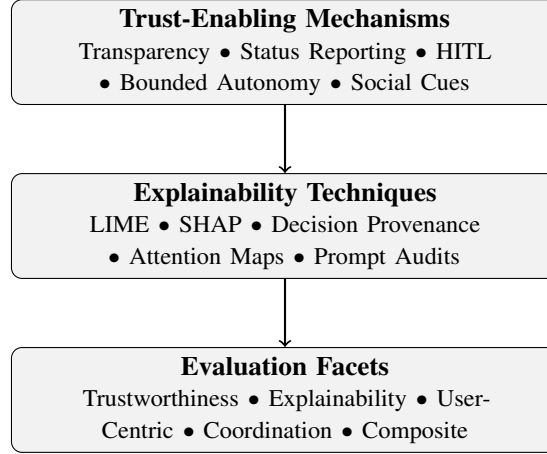 Trust-Enabling Mechanisms
Transparency • Status Reporting • HITL
• Bounded Autonomy • Social Cues
Explainability Techniques
LIME • SHAP • Decision Provenance
• Attention Maps • Prompt Audits
Evaluation Facets
Trustworthiness • Explainability • User-
Centric • Coordination • Composite